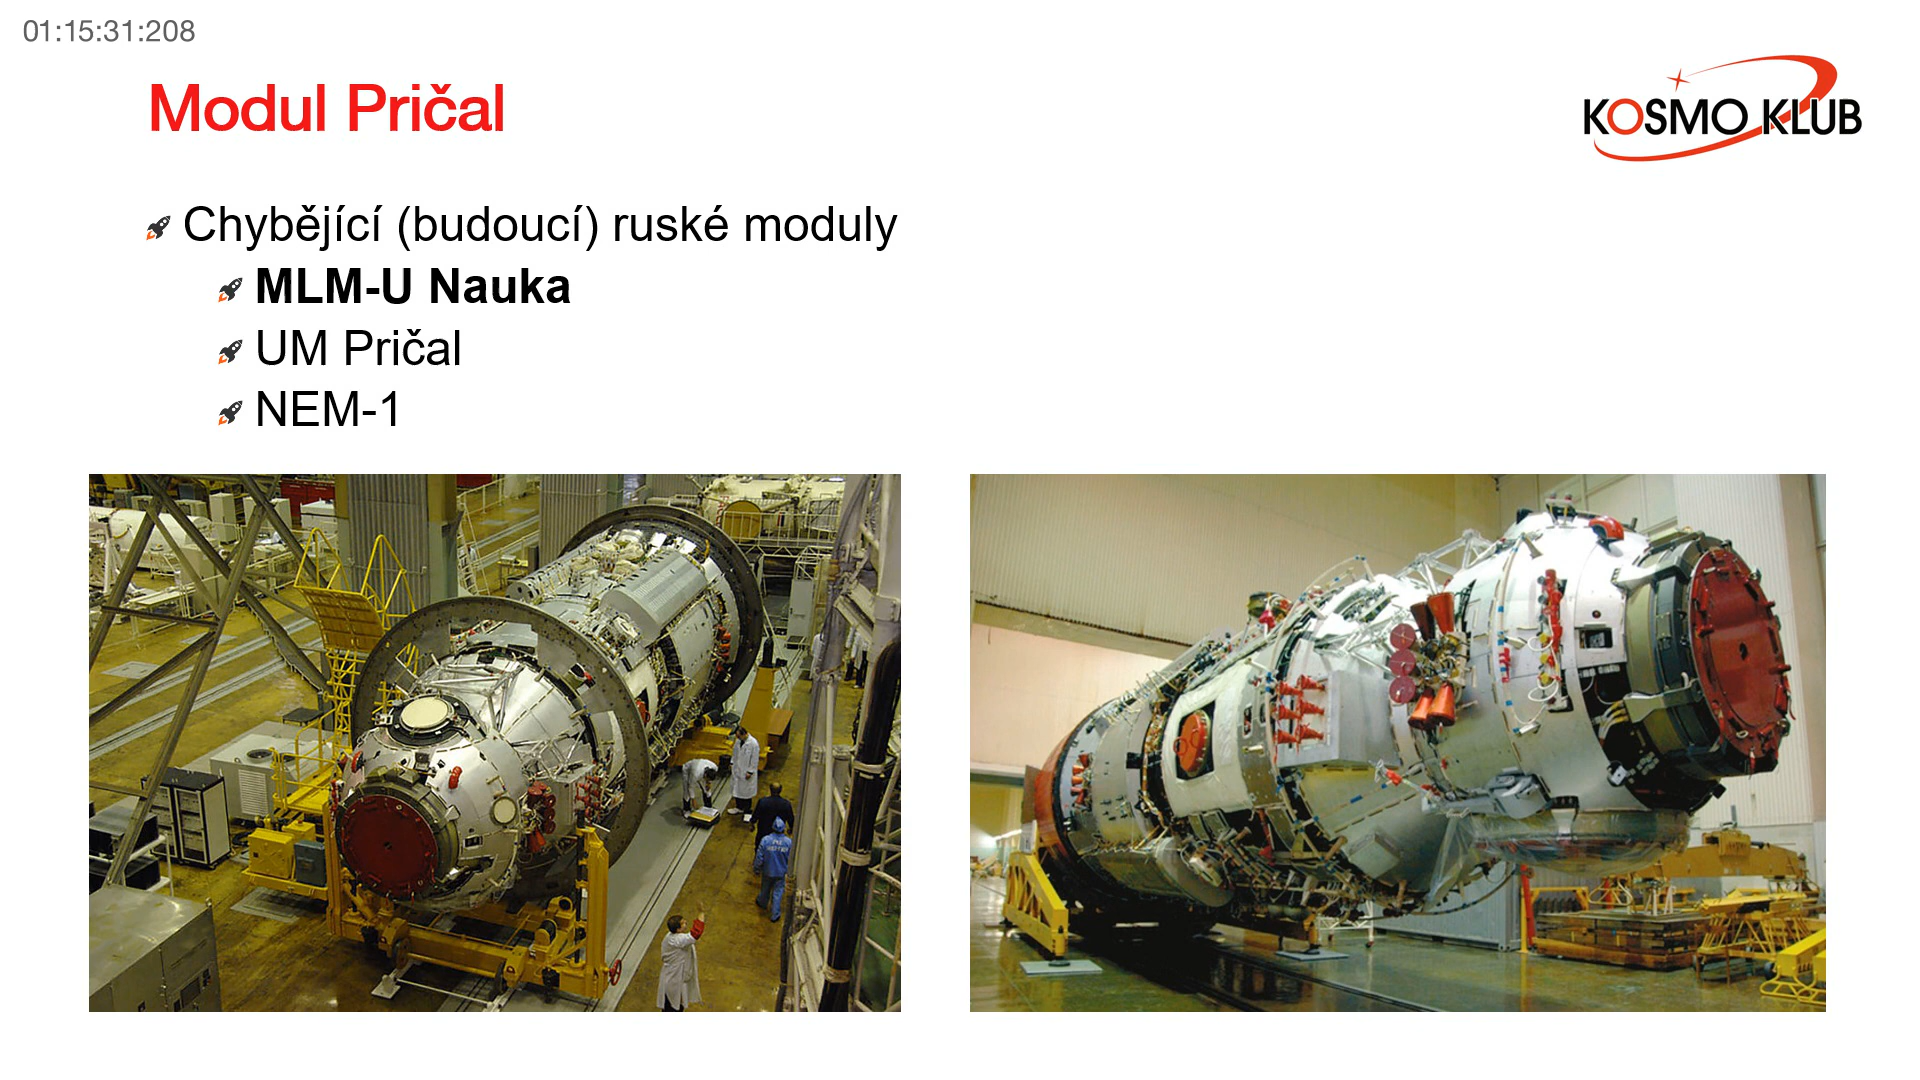 01:15:31:208
Modul Pričal
KOSMO KLUB
Chybějící (budoucí) ruské moduly
MLM-U Nauka
UM Pričal
NEM-1